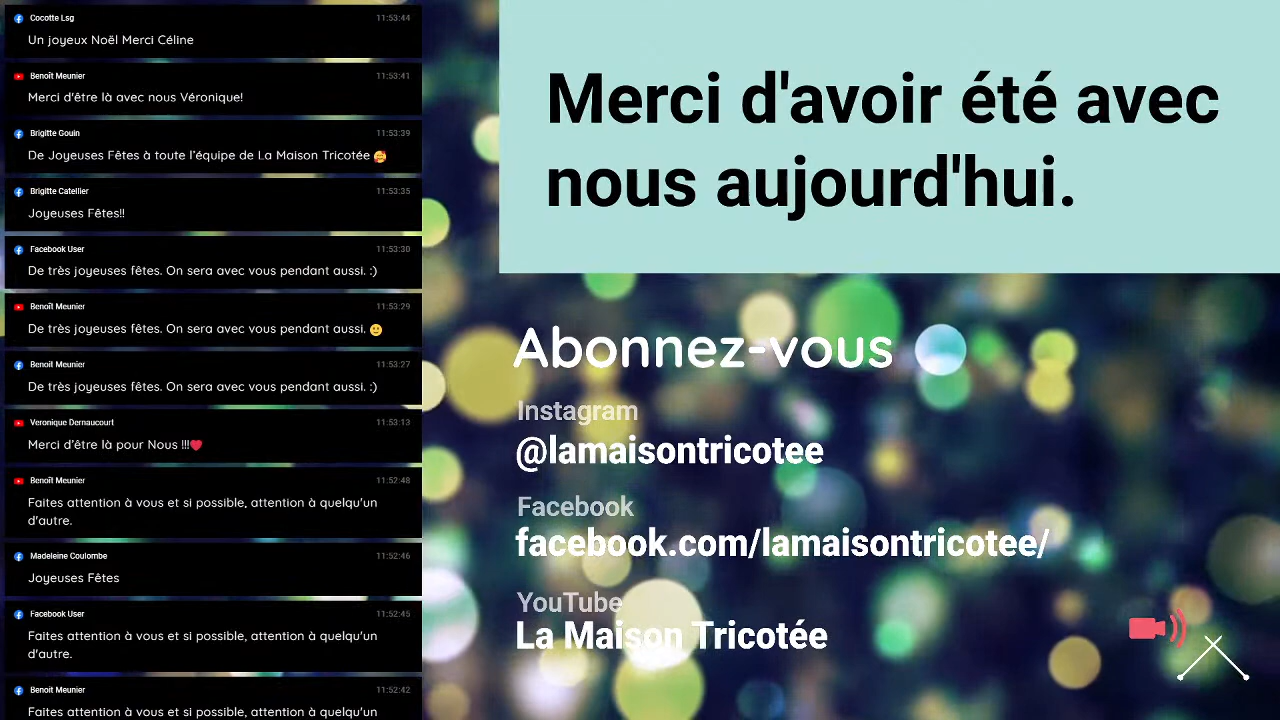 Cocotte Lsg 11:53:44
Un joyeux Noël Merci Céline
Benoît Meunier 11:53:41
Merci d'être là avec nous Véronique!
Brigitte Gouin 11:53:39
De Joyeuses Fêtes à toute l'équipe de La Maison Tricotée 🥰
Brigitte Catellier 11:53:35
Joyeuses Fêtes!!
Facebook User 11:53:30
De très joyeuses fêtes. On sera avec vous pendant aussi. :)
Benoît Meunier 11:53:29
De très joyeuses fêtes. On sera avec vous pendant aussi. 🙂
Benoit Meunier 11:53:27
De très joyeuses fêtes. On sera avec vous pendant aussi. :)
Veronique Dernaucourt 11:53:13
Merci d'être là pour Nous !!!❤️
Benoît Meunier 11:52:48
Faites attention à vous et si possible, attention à quelqu'un
d'autre.
Madeleine Coulombe 11:52:46
Joyeuses Fêtes
Facebook User 11:52:45
Faites attention à vous et si possible, attention à quelqu'un
d'autre.
Benoit Meunier 11:52:42
Faites attention à vous et si possible, attention à quelqu'un
Merci d'avoir été avec
nous aujourd'hui.
Abonnez-vous
Instagram
@lamaisontricotee
Facebook
facebook.com/lamaisontricotee/
YouTube
La Maison Tricotée